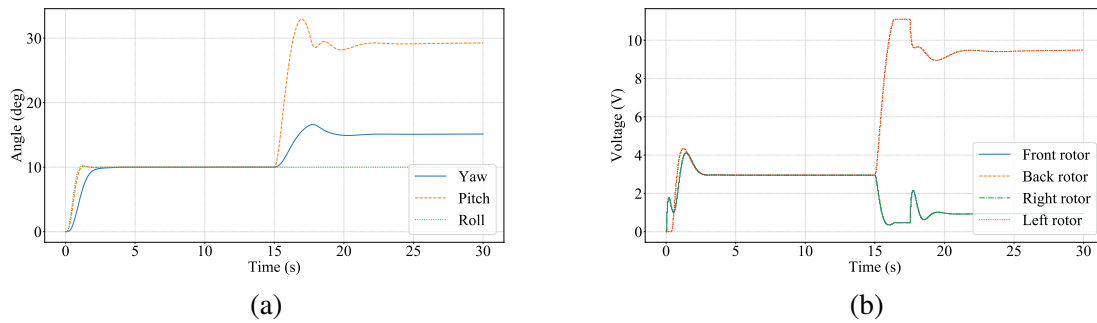 30
20
10
0
Angle (deg)
0 5 10 15 20 25 30
Time (s)
Yaw
Pitch
Roll
(a)
10
8
6
4
2
0
Voltage (V)
0 5 10 15 20 25 30
Time (s)
Front rotor
Back rotor
Right rotor
Left rotor
(b)